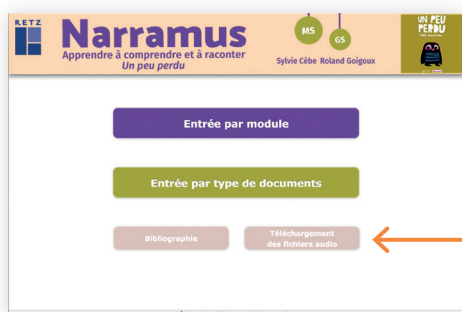 RETZ
Narramus
Apprendre à comprendre et à raconter
Un peu perdu
MS
GS
Sylvie Cèbe Roland Goigoux
UN PEU
PERDU
Entrée par module
Entrée par type de documents
Bibliographie
Téléchargement
des fichiers audio